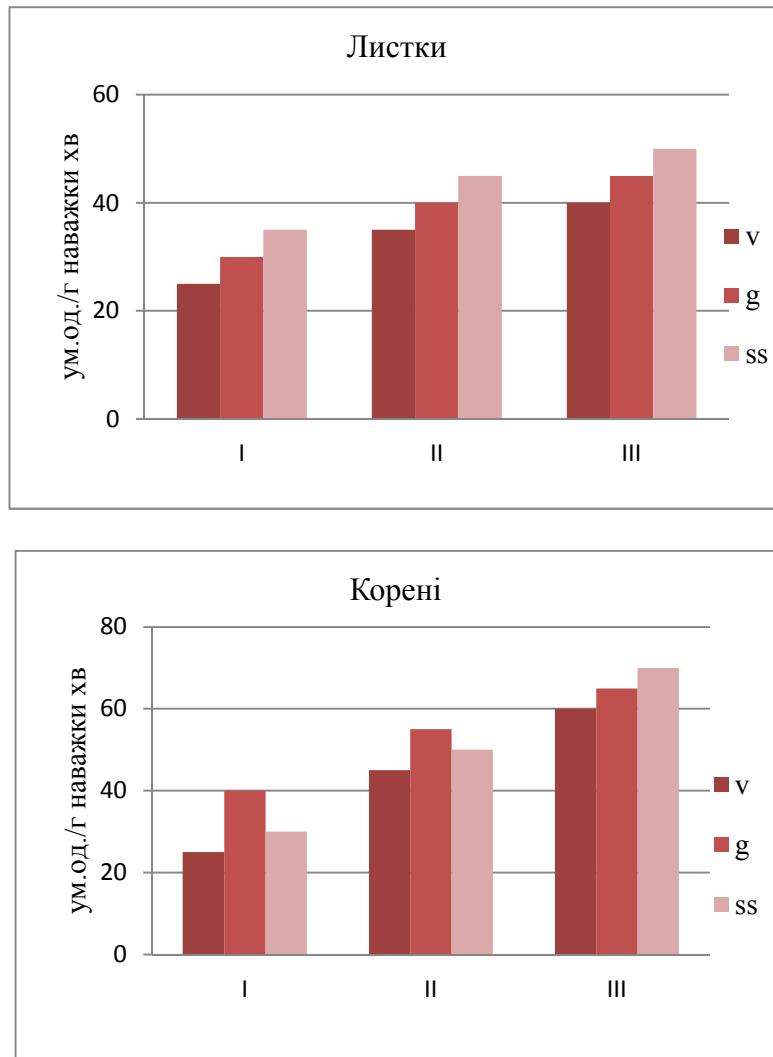 Листки
ум.од./г наважки хв
60
40
20
0
I II III
v
g
ss
Корені
ум.од./г наважки хв
80
60
40
20
0
I II III
v
g
ss